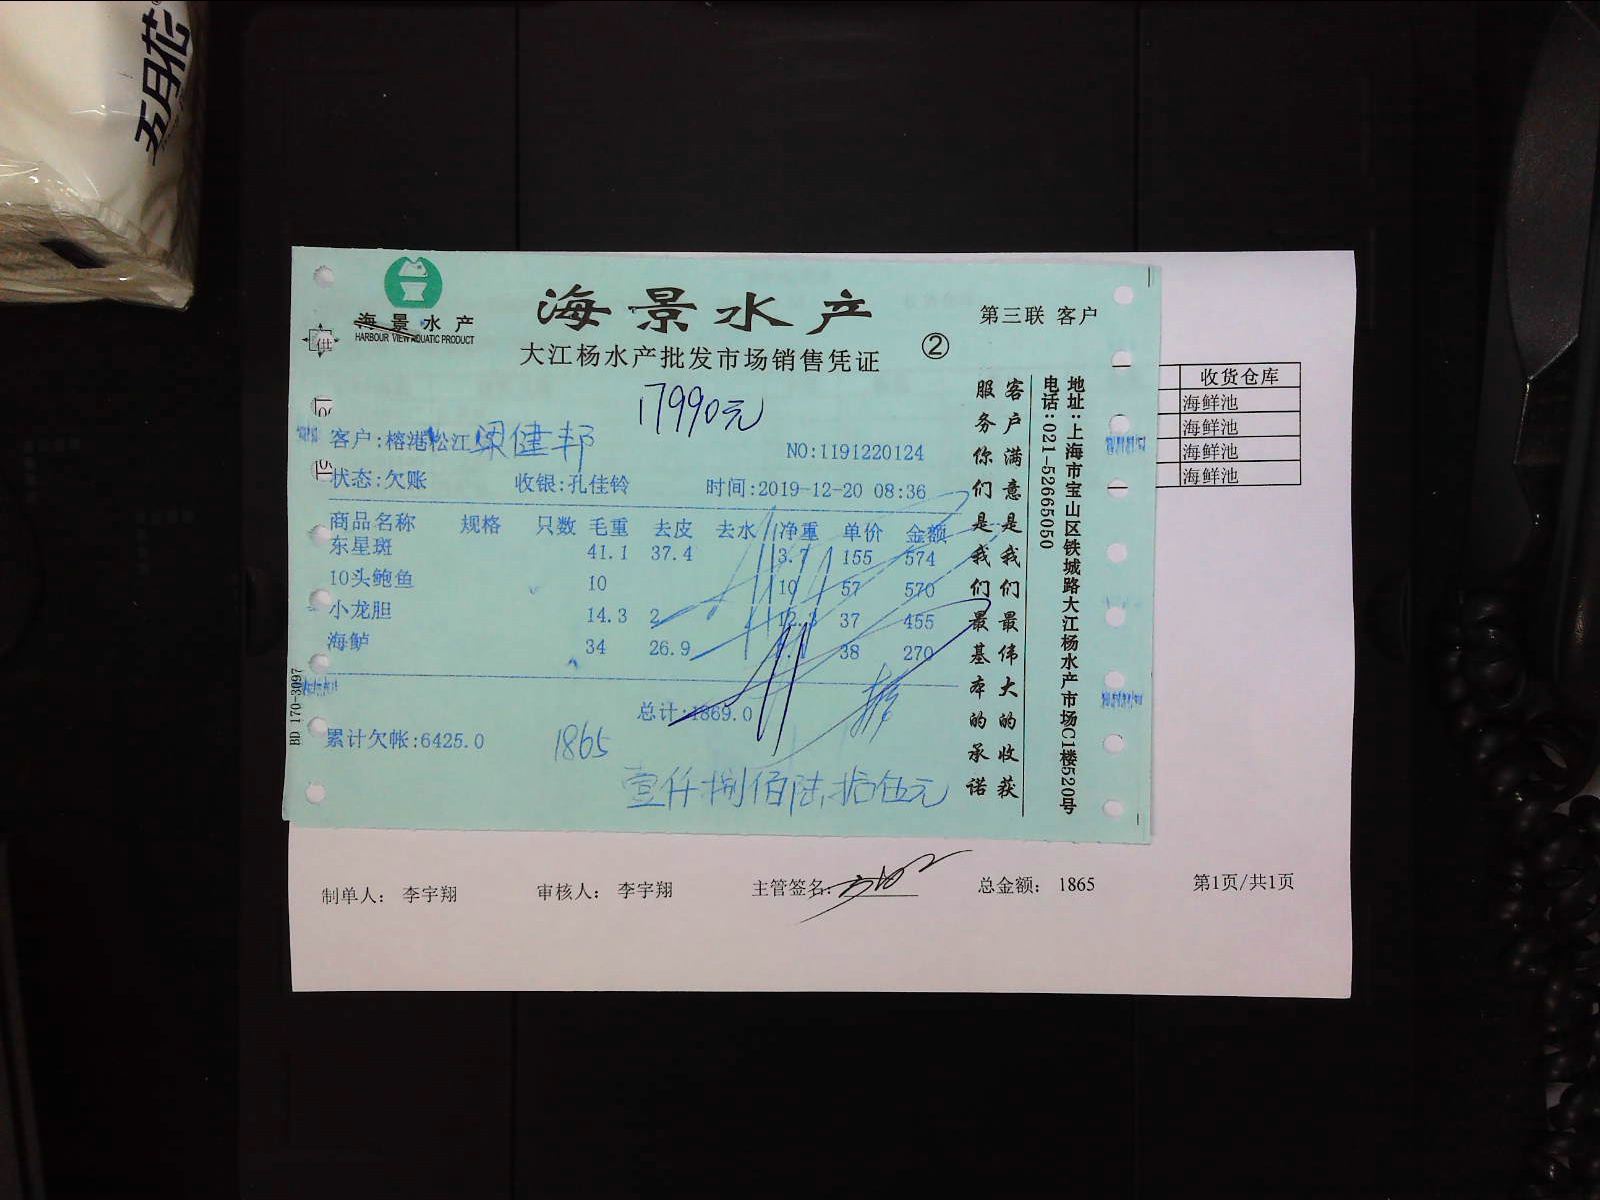 五月花
海景水产
HARBOUR VIEW AQUATIC PRODUCT
海景水产
大江杨水产批发市场销售凭证
②
第三联 客户
17990元
客户:榕港松江梁健邦
NO:1191220124
状态:欠账 收银:孔佳铃 时间:2019-12-20 08:36
商品名称 规格 只数 毛重 去皮 去水 净重 单价 金额
东星斑 41.1 37.4 3.7 155 574
10头鲍鱼 10 10 57 570
小龙胆 14.3 2 12.3 37 455
海鲈 34 26.9 7.1 38 270
总计:1869.0
累计欠帐:6425.0
1865
壹仟捌佰陆拾伍元
客户满意是我们最伟大的收获
服务你们是我们最基本的承诺
地址:上海市宝山区铁城路大江杨水产市场C1楼520号
电话:021-52665050
BD 170-3097
供
收货仓库
海鲜池
海鲜池
海鲜池
海鲜池
制单人: 李宇翔 审核人: 李宇翔 主管签名: 总金额: 1865 第1页/共1页